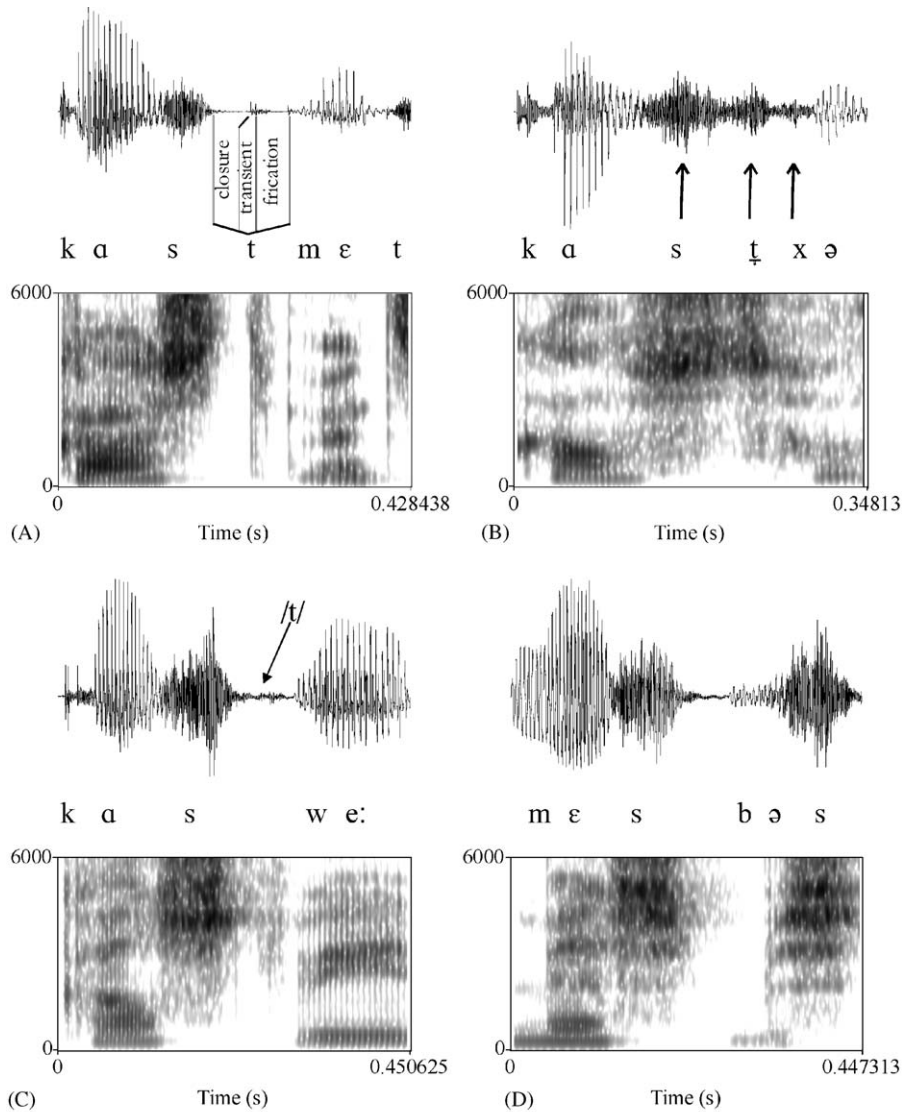 closure
transient
frication
k ɑ s t m ɛ t
6000
0
0 0.428438
Time (s)
(A)
k ɑ s t̞ x ə
6000
0
0 0.34813
Time (s)
(B)
/t/
k ɑ s w e:
6000
0
0 0.450625
Time (s)
(C)
m ɛ s b ə s
6000
0
0 0.447313
Time (s)
(D)